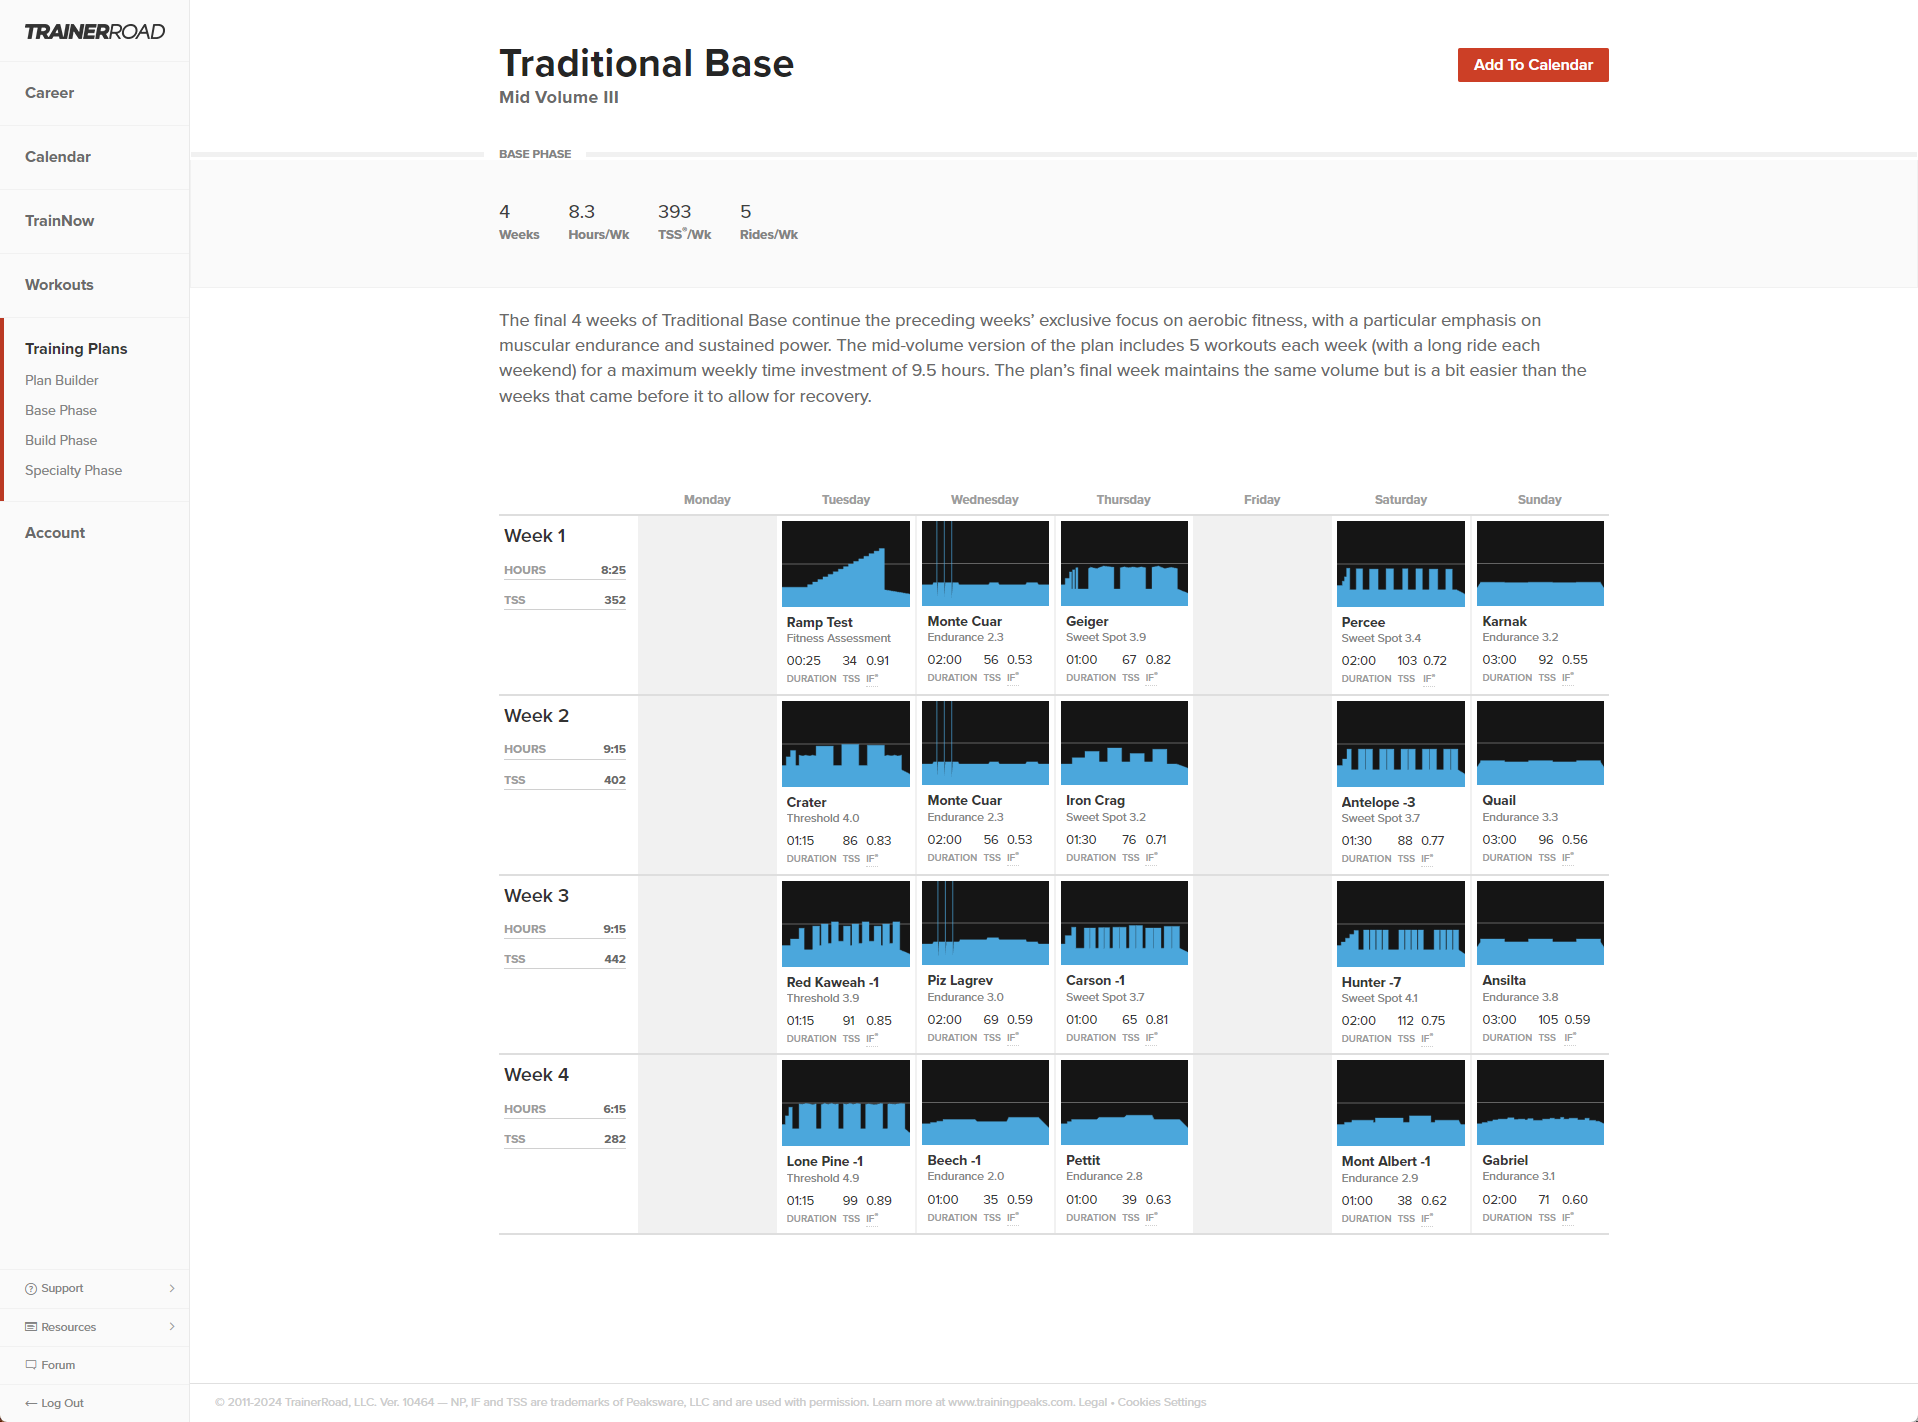 TRAINERROAD
Career
Calendar
TrainNow
Workouts
Training Plans
Plan Builder
Base Phase
Build Phase
Specialty Phase
Account
Support
Resources
Forum
Log Out
Traditional Base
Mid Volume III
Add To Calendar
BASE PHASE
4 8.3 393 5
Weeks Hours/Wk TSS®/Wk Rides/Wk
The final 4 weeks of Traditional Base continue the preceding weeks’ exclusive focus on aerobic fitness, with a particular emphasis on
muscular endurance and sustained power. The mid-volume version of the plan includes 5 workouts each week (with a long ride each
weekend) for a maximum weekly time investment of 9.5 hours. The plan’s final week maintains the same volume but is a bit easier than the
weeks that came before it to allow for recovery.
Monday Tuesday Wednesday Thursday Friday Saturday Sunday
Week 1
HOURS 8:25
TSS 352
Ramp Test
Fitness Assessment
00:25 34 0.91
DURATION TSS IF®
Monte Cuar
Endurance 2.3
02:00 56 0.53
DURATION TSS IF®
Geiger
Sweet Spot 3.9
01:00 67 0.82
DURATION TSS IF®
Percee
Sweet Spot 3.4
02:00 103 0.72
DURATION TSS IF®
Karnak
Endurance 3.2
03:00 92 0.55
DURATION TSS IF®
Week 2
HOURS 9:15
TSS 402
Crater
Threshold 4.0
01:15 86 0.83
DURATION TSS IF®
Monte Cuar
Endurance 2.3
02:00 56 0.53
DURATION TSS IF®
Iron Crag
Sweet Spot 3.2
01:30 76 0.71
DURATION TSS IF®
Antelope -3
Sweet Spot 3.7
01:30 88 0.77
DURATION TSS IF®
Quail
Endurance 3.3
03:00 96 0.56
DURATION TSS IF®
Week 3
HOURS 9:15
TSS 442
Red Kaweah -1
Threshold 3.9
01:15 91 0.85
DURATION TSS IF®
Piz Lagrev
Endurance 3.0
02:00 69 0.59
DURATION TSS IF®
Carson -1
Sweet Spot 3.7
01:00 65 0.81
DURATION TSS IF®
Hunter -7
Sweet Spot 4.1
02:00 112 0.75
DURATION TSS IF®
Ansilta
Endurance 3.8
03:00 105 0.59
DURATION TSS IF®
Week 4
HOURS 6:15
TSS 282
Lone Pine -1
Threshold 4.9
01:15 99 0.89
DURATION TSS IF®
Beech -1
Endurance 2.0
01:00 35 0.59
DURATION TSS IF®
Pettit
Endurance 2.8
01:00 39 0.63
DURATION TSS IF®
Mont Albert -1
Endurance 2.9
01:00 38 0.62
DURATION TSS IF®
Gabriel
Endurance 3.1
02:00 71 0.60
DURATION TSS IF®
© 2011-2024 TrainerRoad, LLC. Ver. 10464 — NP, IF and TSS are trademarks of Peaksware, LLC and are used with permission. Learn more at www.trainingpeaks.com. Legal • Cookies Settings